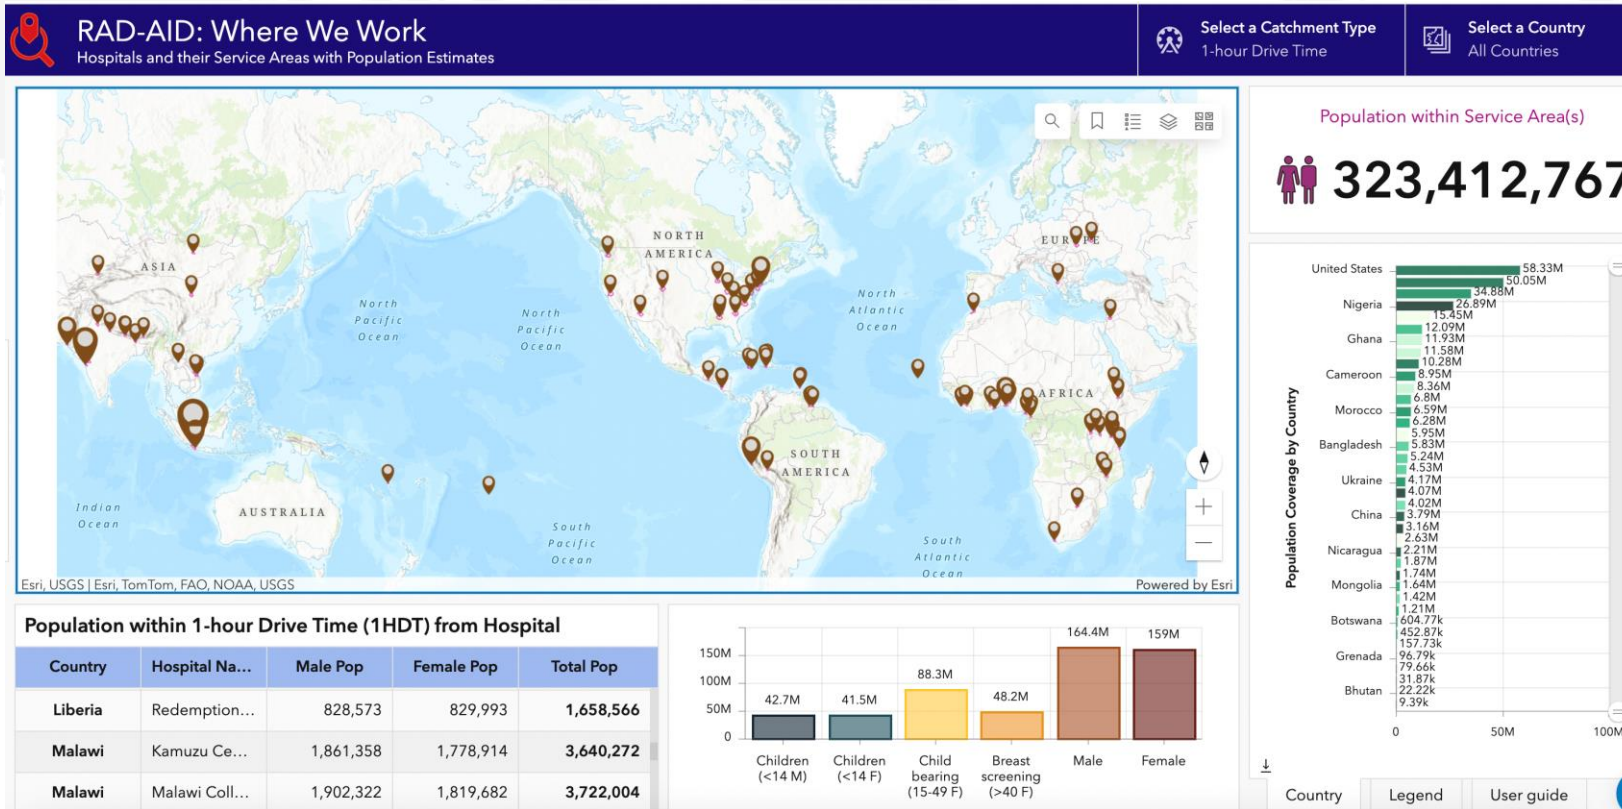 RAD-AID: Where We Work
Hospitals and their Service Areas with Population Estimates
Select a Catchment Type
1-hour Drive Time
Select a Country
All Countries
ASIA
NORTH
AMERICA
EUROPE
North
Pacific
Ocean
North
Pacific
Ocean
North
Atlantic
Ocean
AFRICA
SOUTH
AMERICA
Indian
Ocean
AUSTRALIA
South
Pacific
Ocean
South
Atlantic
Ocean
Esri, USGS | Esri, TomTom, FAO, NOAA, USGS
Powered by Esri
Population within Service Area(s)
323,412,767
Population Coverage by Country
United States 58.33M
50.05M
34.88M
Nigeria 26.89M
15.45M
12.09M
Ghana 11.93M
11.58M
10.28M
Cameroon 8.95M
8.36M
6.8M
Morocco 6.59M
6.28M
5.95M
Bangladesh 5.83M
5.24M
4.53M
Ukraine 4.17M
4.07M
4.02M
China 3.79M
3.16M
2.63M
Nicaragua 2.21M
1.87M
1.74M
Mongolia 1.64M
1.42M
1.21M
Botswana 604.77k
452.87k
157.73k
Grenada 96.79k
79.66k
31.87k
Bhutan 22.22k
9.39k
0 50M 100M
Country Legend User guide
Population within 1-hour Drive Time (1HDT) from Hospital
Country Hospital Na... Male Pop Female Pop Total Pop
Liberia Redemption... 828,573 829,993 1,658,566
Malawi Kamuzu Ce... 1,861,358 1,778,914 3,640,272
Malawi Malawi Coll... 1,902,322 1,819,682 3,722,004
150M
100M
50M
0
42.7M 41.5M 88.3M 48.2M 164.4M 159M
Children
(<14 M)
Children
(<14 F)
Child
bearing
(15-49 F)
Breast
screening
(>40 F)
Male
Female